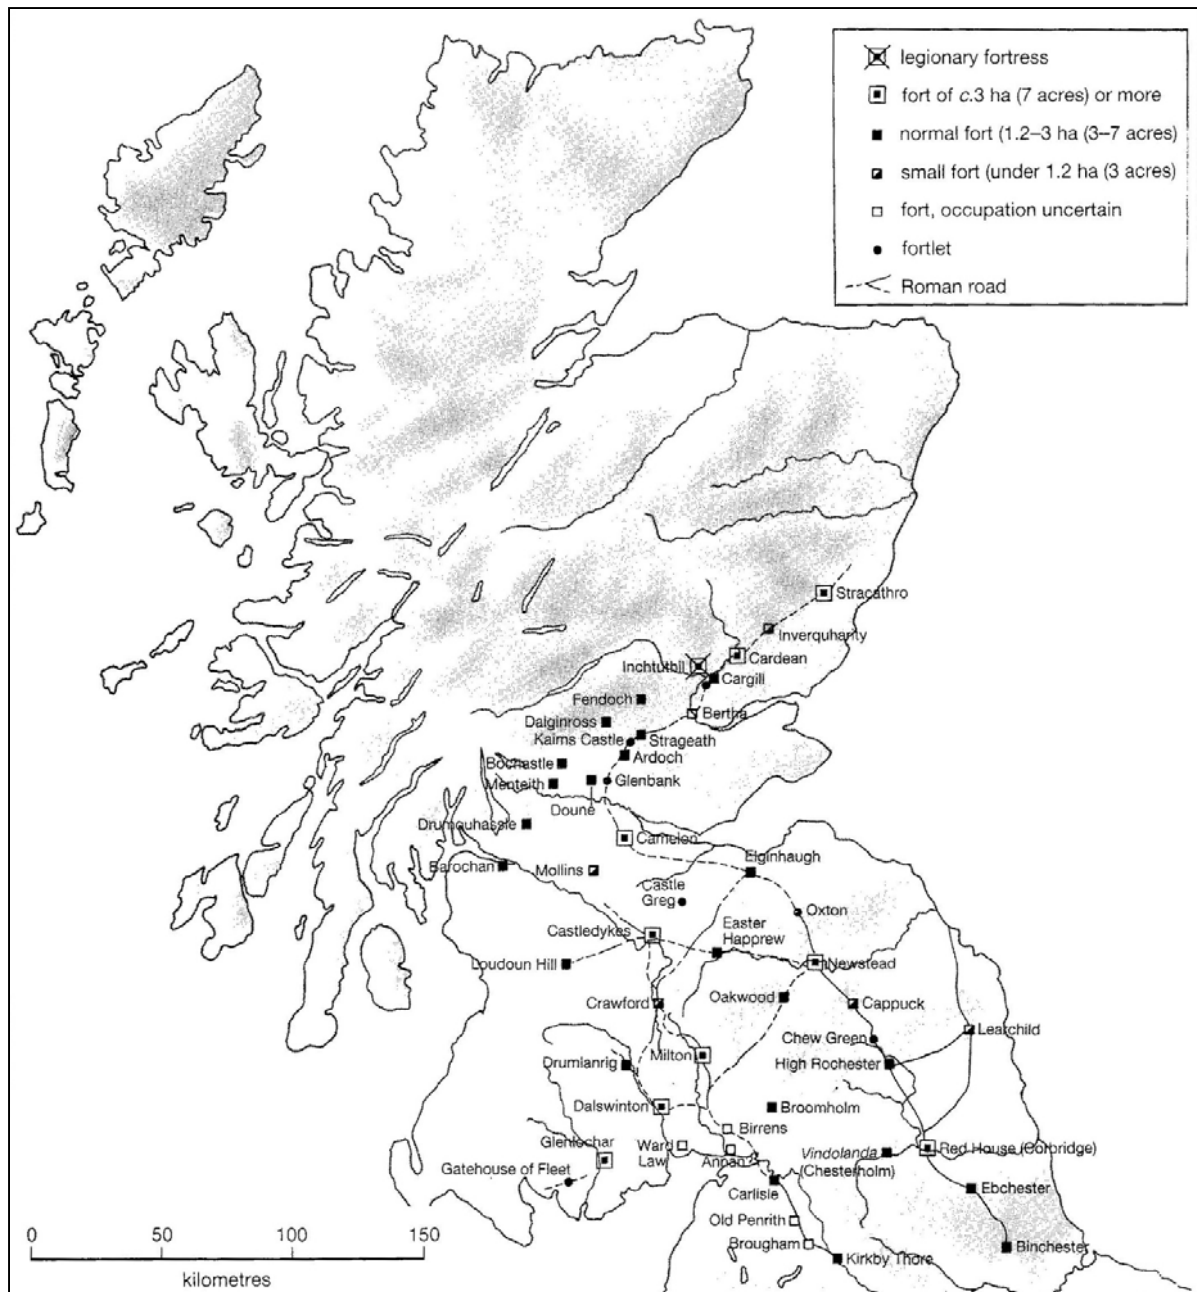 legionary fortress
fort of c.3 ha (7 acres) or more
normal fort (1.2–3 ha (3–7 acres)
small fort (under 1.2 ha (3 acres)
fort, occupation uncertain
fortlet
Roman road
Stracathro
Inverquharity
Cardean
Inchtuthil
Cargill
Fendoch
Bertha
Dalginross
Kaims Castle
Strageath
Ardoch
Bochastle
Menteith
Glenbank
Doune
Drumquhassle
Camelon
Elginhaugh
Barochan
Mollins
Castle
Greg
Oxton
Castledykes
Easter
Happrew
Loudoun Hill
Newstead
Crawford
Oakwood
Cappuck
Chew Green
Learchild
Milton
High Rochester
Drumlanrig
Dalswinton
Broomholm
Birrens
Glenlochar
Ward
Law
Annan
Vindolanda
(Chesterholm)
Red House (Corbridge)
Gatehouse of Fleet
Carlisle
Ebchester
Old Penrith
Brougham
Kirkby Thore
Binchester
0 50 100 150
kilometres